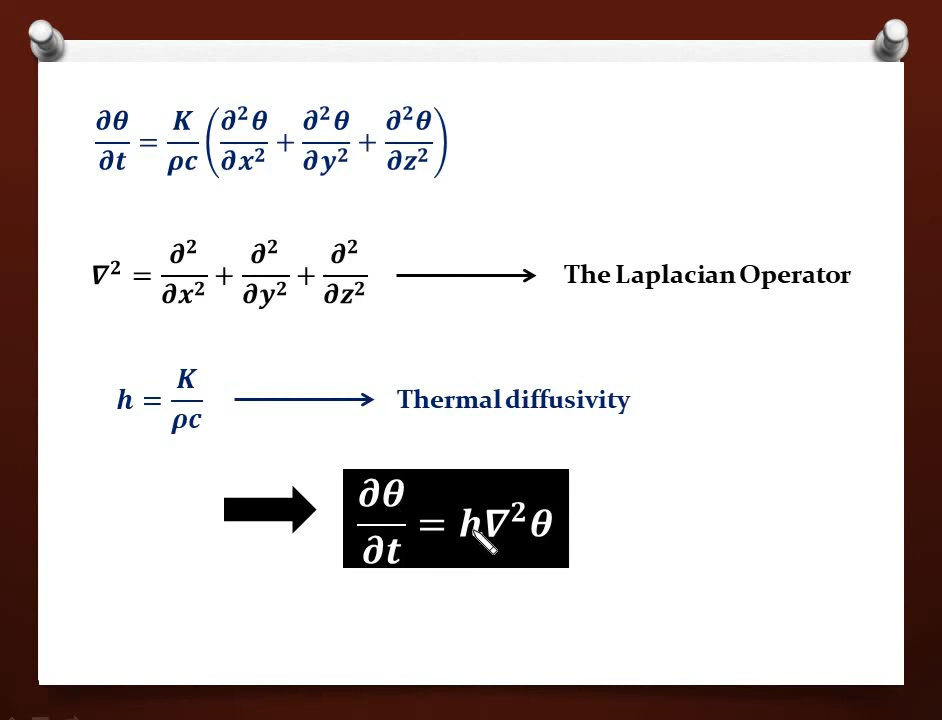 ∂θ/∂t = K/ρc (∂²θ/∂x² + ∂²θ/∂y² + ∂²θ/∂z²)
∇² = ∂²/∂x² + ∂²/∂y² + ∂²/∂z² ⟶ The Laplacian Operator
h = K/ρc ⟶ Thermal diffusivity
∂θ/∂t = h∇²θ